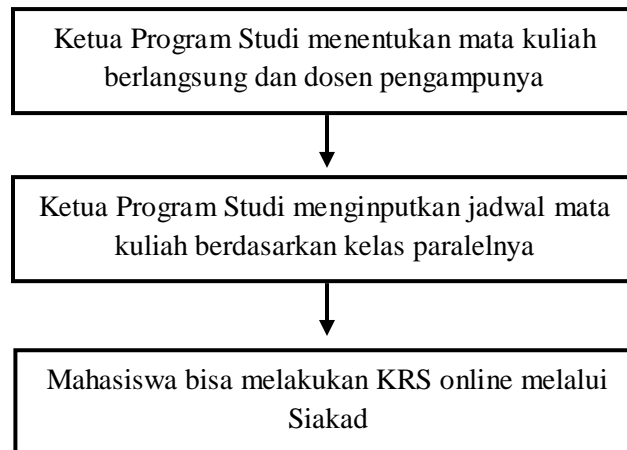 Ketua Program Studi menentukan mata kuliah
berlangsung dan dosen pengampunya
Ketua Program Studi menginputkan jadwal mata
kuliah berdasarkan kelas paralelnya
Mahasiswa bisa melakukan KRS online melalui
Siakad